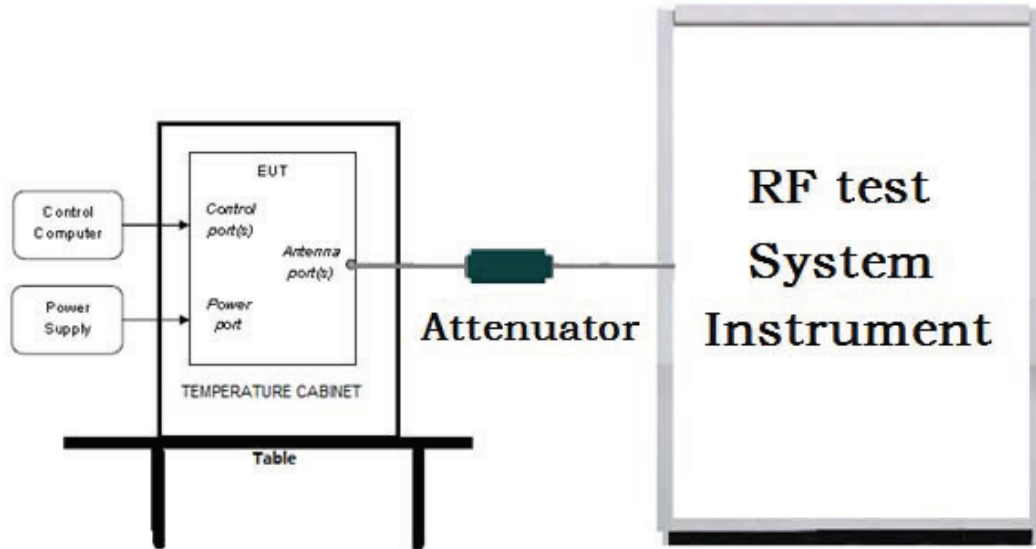 EUT
Control
Computer
Control
port(s)
Antenna
port(s)
Power
Supply
Power
port
TEMPERATURE CABINET
Table
Attenuator
RF test
System
Instrument